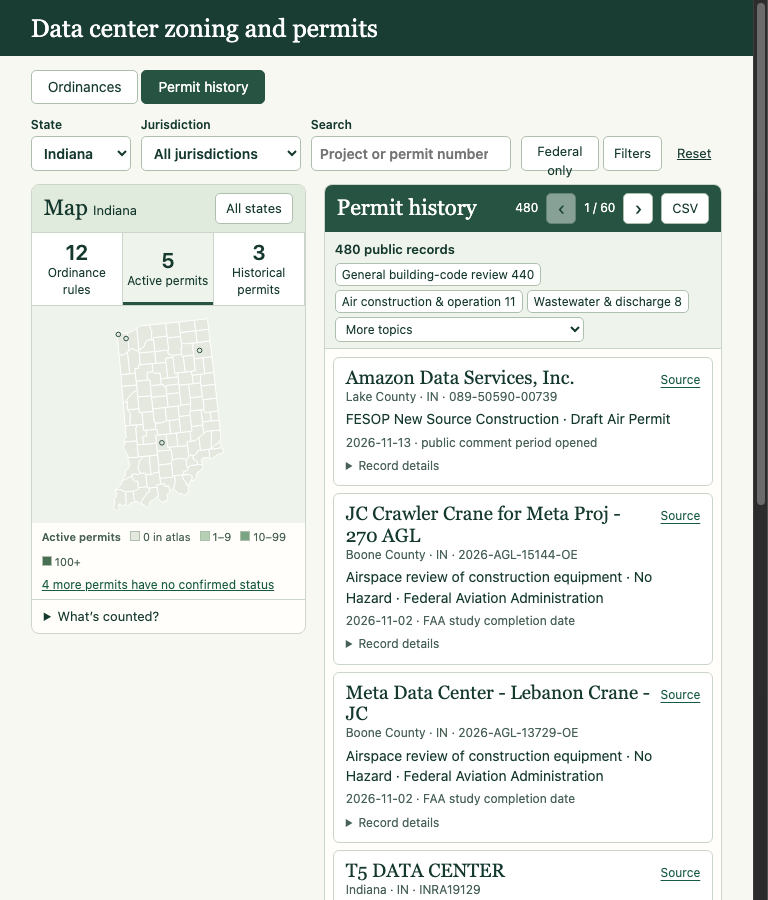 Data center zoning and permits
Ordinances
Permit history
State
Jurisdiction
Search
Indiana
All jurisdictions
Project or permit number
Federal only
Filters
Reset
Map Indiana
All states
12
Ordinance rules
5
Active permits
3
Historical permits
Active permits 0 in atlas 1–9 10–99
100+
4 more permits have no confirmed status
What's counted?
Permit history
480
‹
1 / 60
›
CSV
480 public records
General building-code review 440
Air construction & operation 11
Wastewater & discharge 8
More topics
Amazon Data Services, Inc.
Source
Lake County · IN · 089-50590-00739
FESOP New Source Construction · Draft Air Permit
2026-11-13 · public comment period opened
Record details
JC Crawler Crane for Meta Proj -
270 AGL
Source
Boone County · IN · 2026-AGL-15144-OE
Airspace review of construction equipment · No
Hazard · Federal Aviation Administration
2026-11-02 · FAA study completion date
Record details
Meta Data Center - Lebanon Crane -
JC
Source
Boone County · IN · 2026-AGL-13729-OE
Airspace review of construction equipment · No
Hazard · Federal Aviation Administration
2026-11-02 · FAA study completion date
Record details
T5 DATA CENTER
Source
Indiana · IN · INRA19129